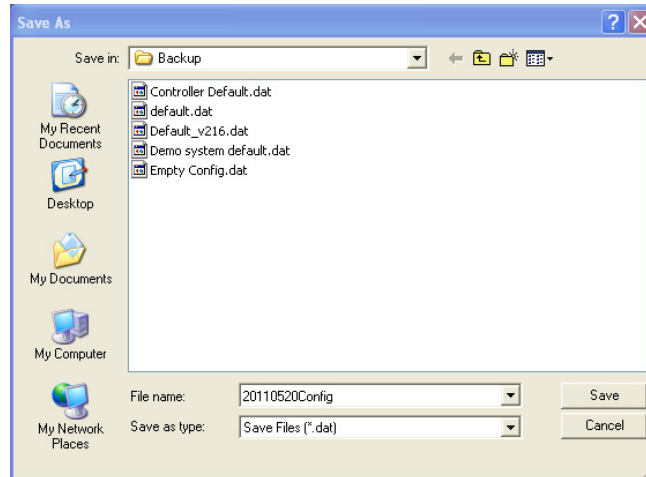 Save As
Save in: Backup
Controller Default.dat
default.dat
Default_v216.dat
Demo system default.dat
Empty Config.dat
My Recent
Documents
Desktop
My Documents
My Computer
My Network
Places
File name: 20110520Config Save
Save as type: Save Files (*.dat) Cancel